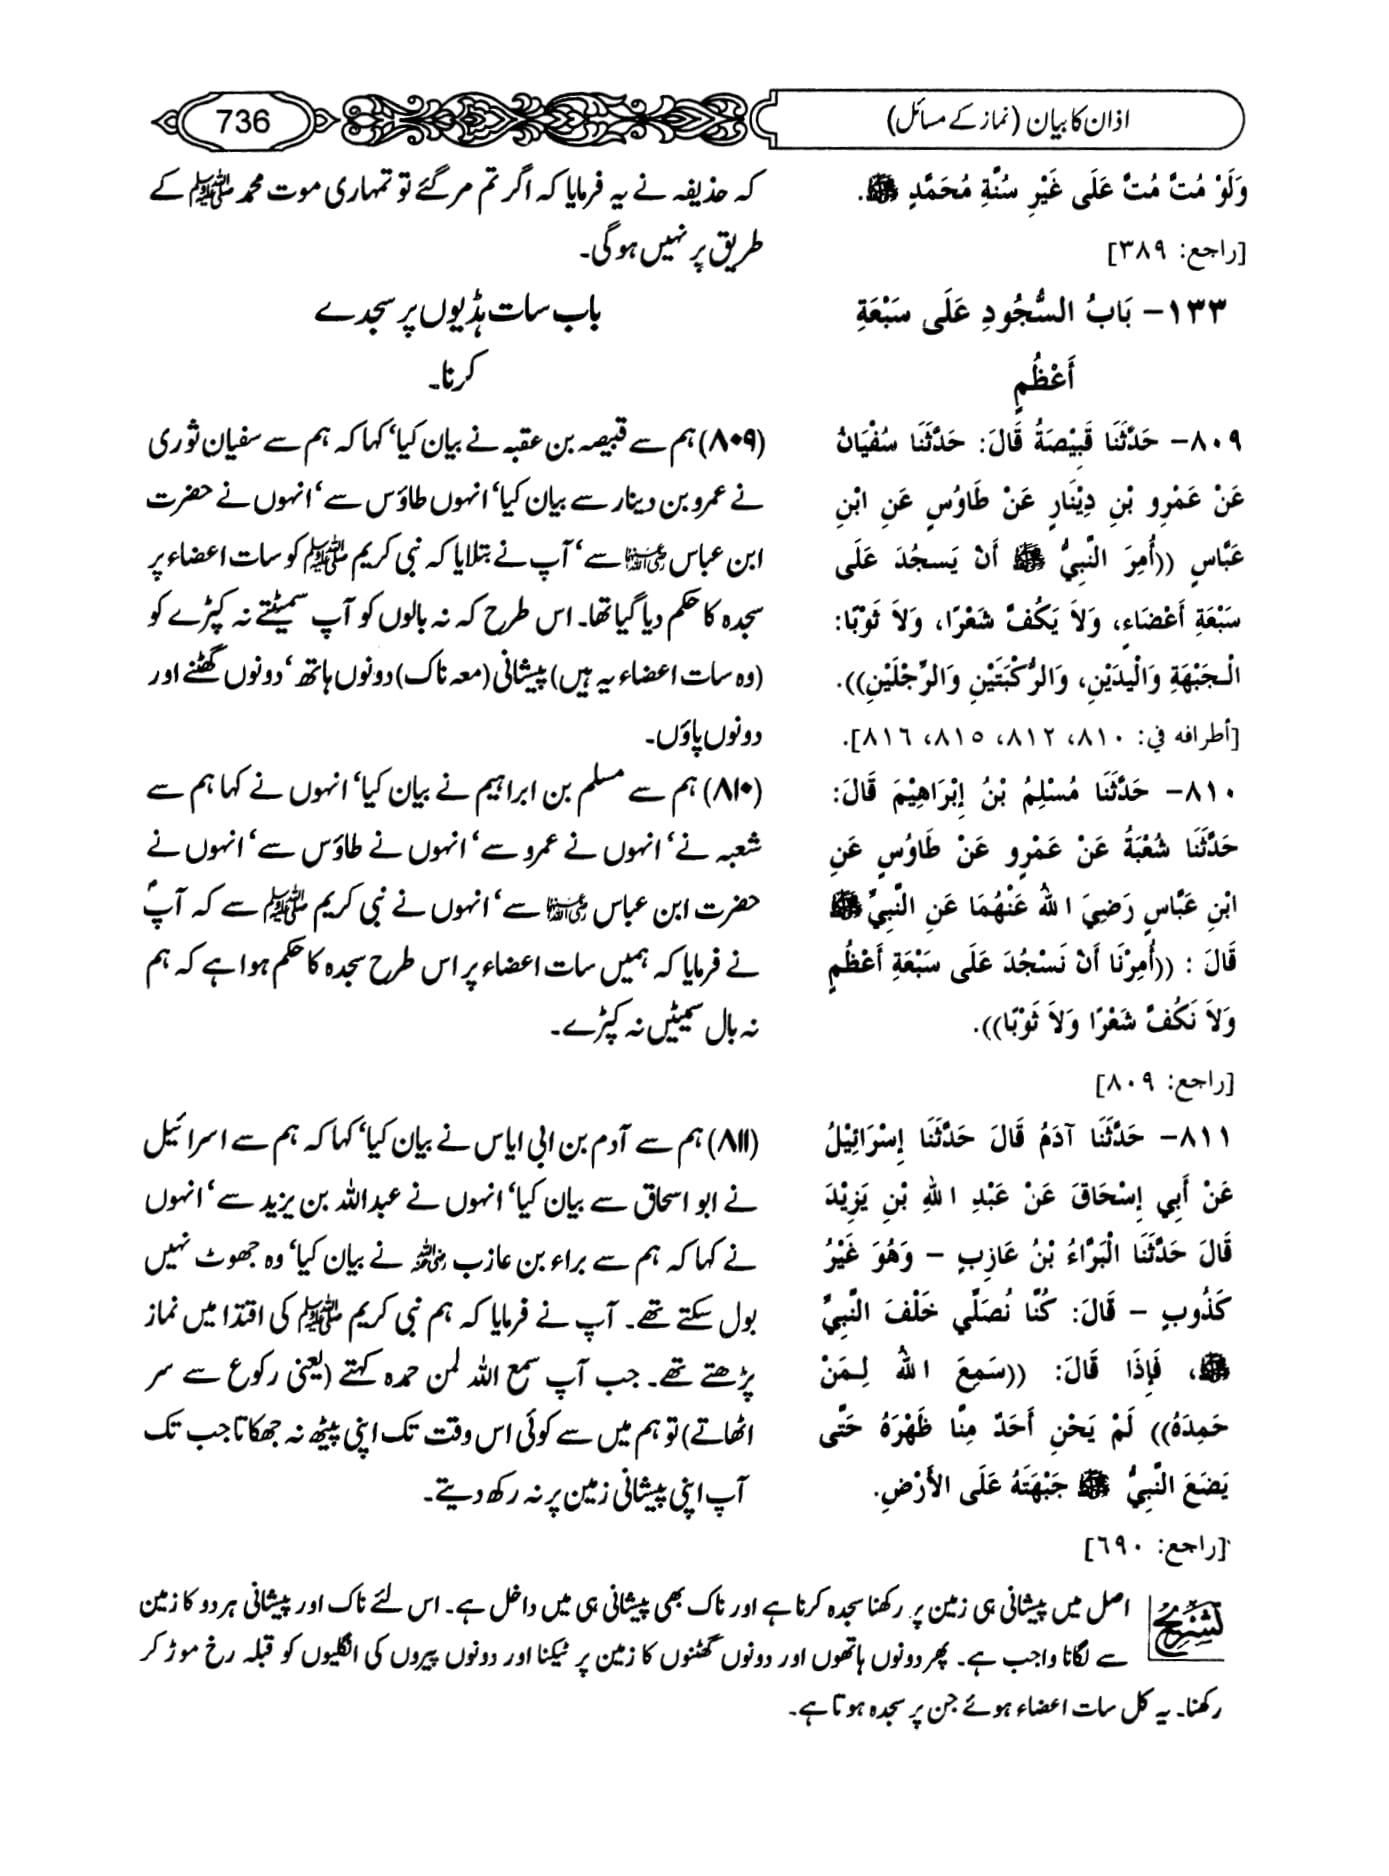 اذان کا بیان (نماز کے مسائل)
736
وَلَوْ مُتَّ مُتَّ عَلَى غَيْرِ سُنَّةِ مُحَمَّدٍ ﷺ.
[راجع: ٣٨٩]
١٣٣- بَابُ السُّجُودِ عَلَى سَبْعَةِ
أَعْظُمٍ
٨٠٩- حَدَّثَنَا قَبِيْصَةُ قَالَ: حَدَّثَنَا سُفْيَانُ
عَنْ عَمْرِو بْنِ دِيْنَارٍ عَنْ طَاوُسٍ عَنِ ابْنِ
عَبَّاسٍ ((أُمِرَ النَّبِيُّ ﷺ أَنْ يَسجُدَ عَلَى
سَبْعَةِ أَعْضَاءٍ، وَلاَ يَكُفَّ شَعْرًا، وَلاَ ثَوْبًا:
الْجَبْهَةِ وَالْيدَيْنِ، وَالرُّكْبَتَيْنِ وَالرِّجْلَيْنِ)).
[أطرافه في: ٨١٠، ٨١٢، ٨١٥، ٨١٦].
٨١٠- حَدَّثَنَا مُسْلِمُ بْنُ إِبْرَاهِيْمَ قَالَ:
حَدَّثَنَا شُعْبَةُ عَنْ عَمْرٍو عَنْ طَاوُسٍ عَنِ
ابْنِ عَبَّاسٍ رَضِيَ اللهُ عَنْهُمَا عَنِ النَّبِيِّ ﷺ
قَالَ : ((أُمِرْنَا أَنْ نَسْجُدَ عَلَى سَبْعَةِ أَعْظُمٍ
وَلاَ نَكُفَّ شَعْرًا وَلاَ ثَوْبًا)).
[راجع: ٨٠٩]
٨١١- حَدَّثَنَا آدَمُ قَالَ حَدَّثَنَا إِسْرَائِيْلُ
عَنْ أَبِي إِسْحَاقَ عَنْ عَبْدِ اللهِ بْنِ يَزِيْدَ
قَالَ حَدَّثَنَا الْبَرَّاءُ بْنُ عَازِبٍ – وَهُوَ غَيْرُ
كَذُوبٍ – قَالَ: كُنَّا نُصَلِّي خَلْفَ النَّبِيِّ
ﷺ، فَإِذَا قَالَ: ((سَمِعَ اللهُ لِمَنْ
حَمِدَهُ)) لَمْ يَحْنِ أَحَدٌ مِنَّا ظَهْرَهُ حَتَّى
يَضَعَ النَّبِيُّ ﷺ جَبْهَتَهُ عَلَى الأَرْضِ.
[راجع: ٦٩٠]
کہ حذیفہ نے یہ فرمایا کہ اگر تم مر گئے تو تمہاری موت محمد ﷺ کے
طریق پر نہیں ہوگی۔
باب سات ہڈیوں پر سجدے
کرنا۔
(۸۰۹) ہم سے قبیصہ بن عقبہ نے بیان کیا‘ کہا کہ ہم سے سفیان ثوری
نے عمرو بن دینار سے بیان کیا‘ انہوں طاؤس سے‘ انہوں نے حضرت
ابن عباس رضی اللہ عنہما سے‘ آپ نے بتلایا کہ نبی کریم ﷺ کو سات اعضاء پر
سجدہ کا حکم دیا گیا تھا۔ اس طرح کہ نہ بالوں کو آپ سمیٹتے نہ کپڑے کو
(وہ سات اعضاء یہ ہیں) پیشانی (معہ ناک) دونوں ہاتھ‘ دونوں گھٹنے اور
دونوں پاؤں۔
(۸۱۰) ہم سے مسلم بن ابراہیم نے بیان کیا‘ انہوں نے کہا ہم سے
شعبہ نے‘ انہوں نے عمرو سے‘ انہوں نے طاؤس سے‘ انہوں نے
حضرت ابن عباس رضی اللہ عنہما سے‘ انہوں نے نبی کریم ﷺ سے کہ آپؐ
نے فرمایا کہ ہمیں سات اعضاء پر اس طرح سجدہ کا حکم ہوا ہے کہ ہم
نہ بال سمیٹیں نہ کپڑے۔
(۸۱۱) ہم سے آدم بن ابی ایاس نے بیان کیا‘ کہا کہ ہم سے اسرائیل
نے ابو اسحاق سے بیان کیا‘ انہوں نے عبداللہ بن یزید سے‘ انہوں
نے کہا کہ ہم سے براء بن عازب رضی اللہ عنہ نے بیان کیا‘ وہ جھوٹ نہیں
بول سکتے تھے۔ آپ نے فرمایا کہ ہم نبی کریم ﷺ کی اقتدا میں نماز
پڑھتے تھے۔ جب آپ سمع اللہ لمن حمدہ کہتے (یعنی رکوع سے سر
اٹھاتے) تو ہم میں سے کوئی اس وقت تک اپنی پیٹھ نہ جھکاتا جب تک
آپ اپنی پیشانی زمین پر نہ رکھ دیتے۔
تشریح
اصل میں پیشانی ہی زمین پر رکھنا سجدہ کرنا ہے اور ناک بھی پیشانی ہی میں داخل ہے۔ اس لئے ناک اور پیشانی ہر دو کا زمین
سے لگانا واجب ہے۔ پھر دونوں ہاتھوں اور دونوں گھٹنوں کا زمین پر ٹیکنا اور دونوں پیروں کی انگلیوں کو قبلہ رخ موڑ کر
رکھنا۔ یہ کل سات اعضاء ہوئے جن پر سجدہ ہوتا ہے۔